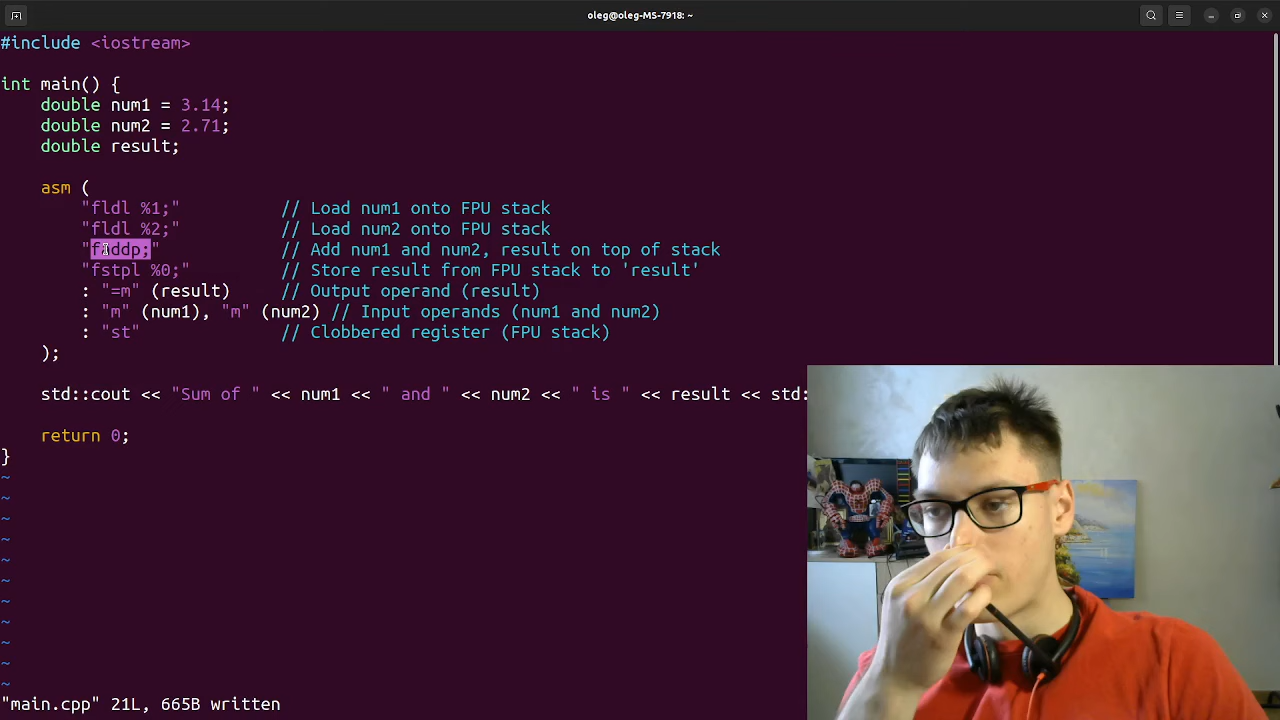 oleg@oleg-MS-7918: ~
#include <iostream>
int main() {
    double num1 = 3.14;
    double num2 = 2.71;
    double result;
    asm (
        "fldl %1;"          // Load num1 onto FPU stack
        "fldl %2;"          // Load num2 onto FPU stack
        "faddp;"            // Add num1 and num2, result on top of stack
        "fstpl %0;"         // Store result from FPU stack to 'result'
        : "=m" (result)     // Output operand (result)
        : "m" (num1), "m" (num2) // Input operands (num1 and num2)
        : "st"              // Clobbered register (FPU stack)
    );
    std::cout << "Sum of " << num1 << " and " << num2 << " is " << result << std:
    return 0;
}
~
~
~
~
~
~
~
~
~
~
~
"main.cpp" 21L, 665B written